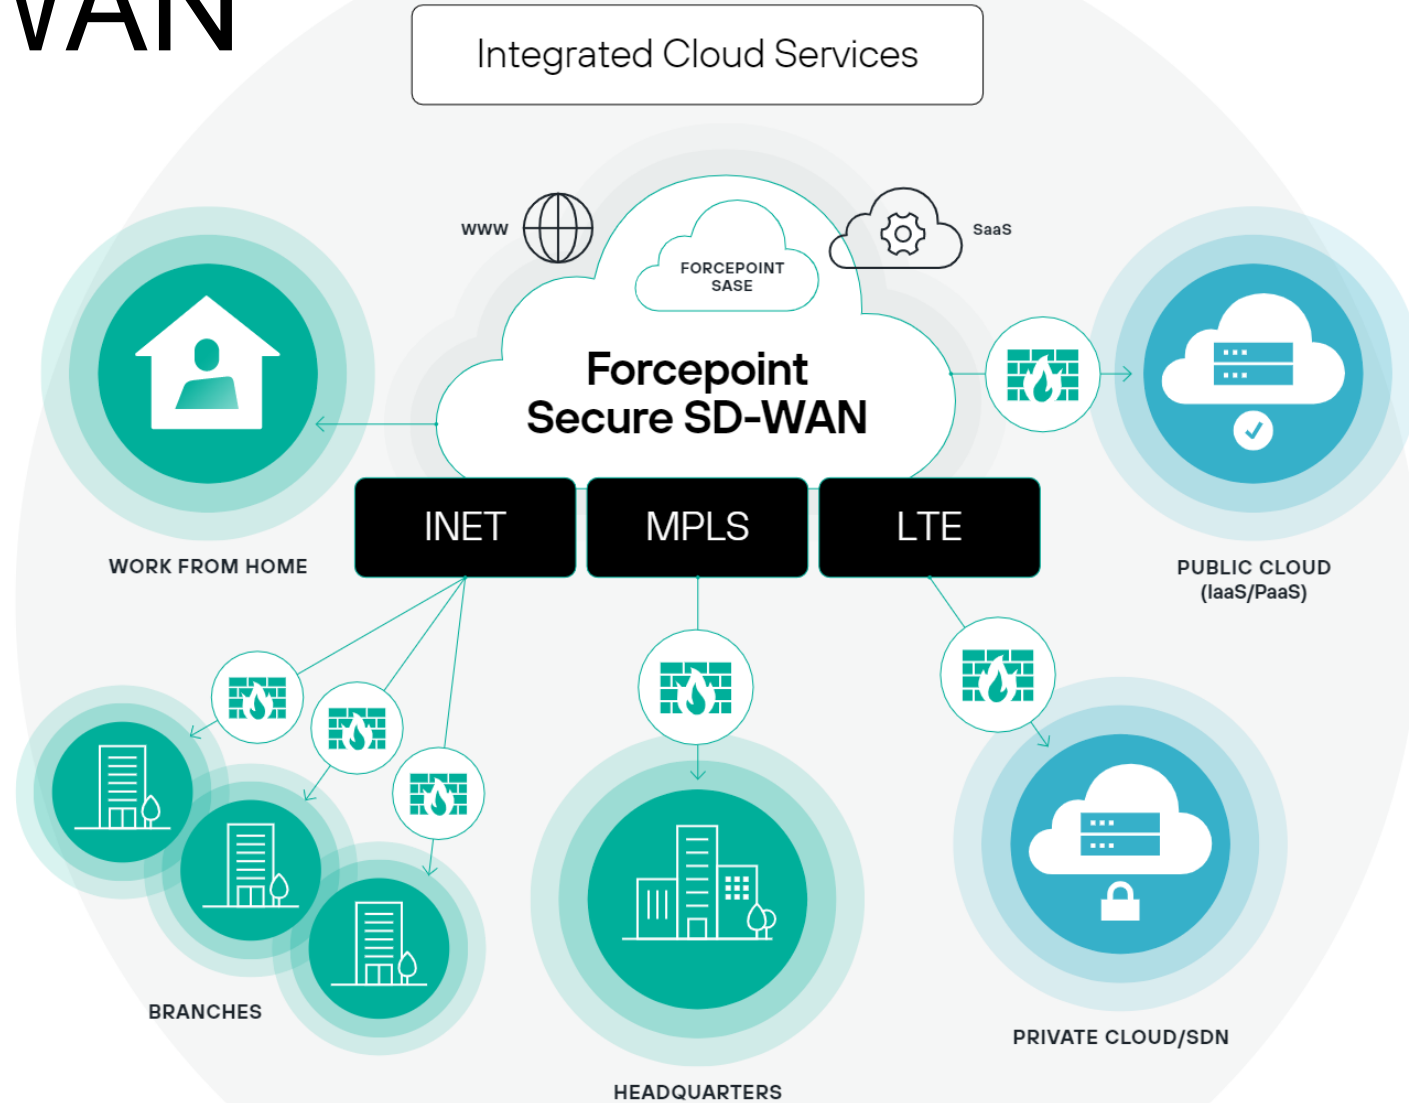 WAN
Integrated Cloud Services
www
SaaS
FORCEPOINT
SASE
Forcepoint
Secure SD-WAN
INET
MPLS
LTE
WORK FROM HOME
PUBLIC CLOUD
(IaaS/PaaS)
BRANCHES
PRIVATE CLOUD/SDN
HEADQUARTERS